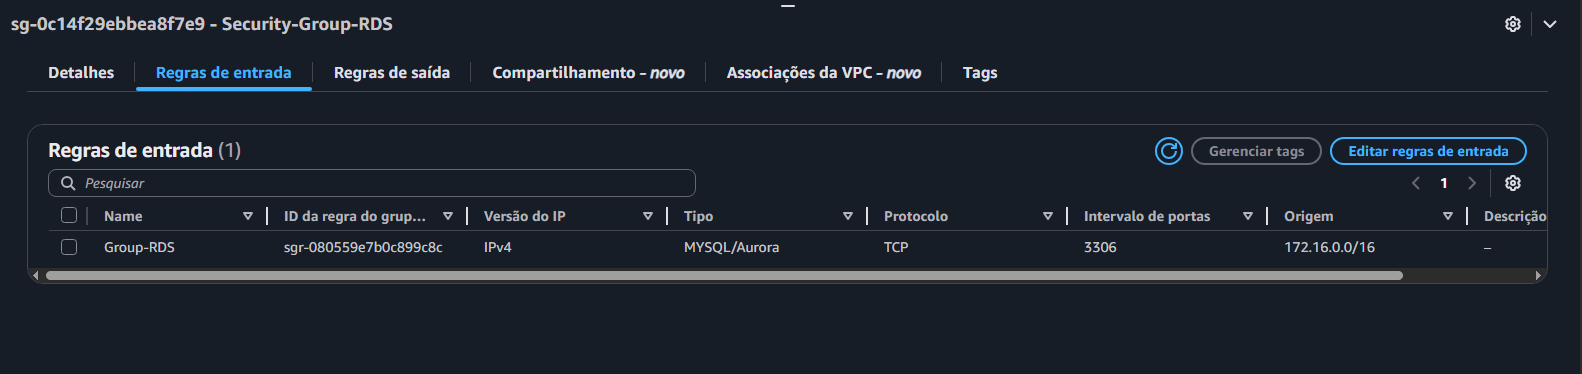 sg-0c14f29ebbea8f7e9 - Security-Group-RDS
Detalhes Regras de entrada Regras de saída Compartilhamento - novo Associações da VPC - novo Tags
Regras de entrada (1) Gerenciar tags Editar regras de entrada
Pesquisar 1
Name ID da regra do grup... Versão do IP Tipo Protocolo Intervalo de portas Origem Descrição
Group-RDS sgr-080559e7b0c899c8c IPv4 MYSQL/Aurora TCP 3306 172.16.0.0/16 –